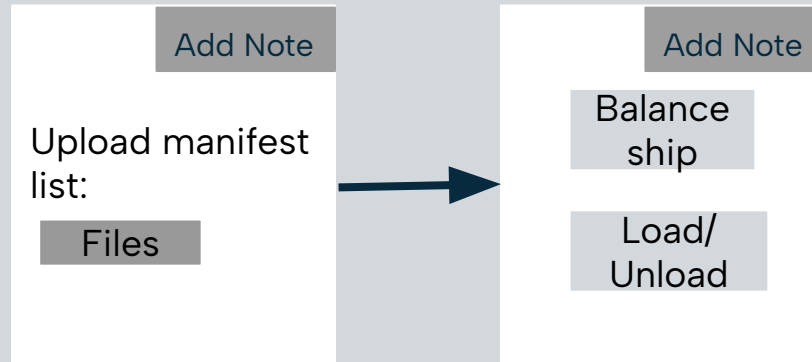 Add Note
Upload manifest
list:
Files
Add Note
Balance
ship
Load/
Unload